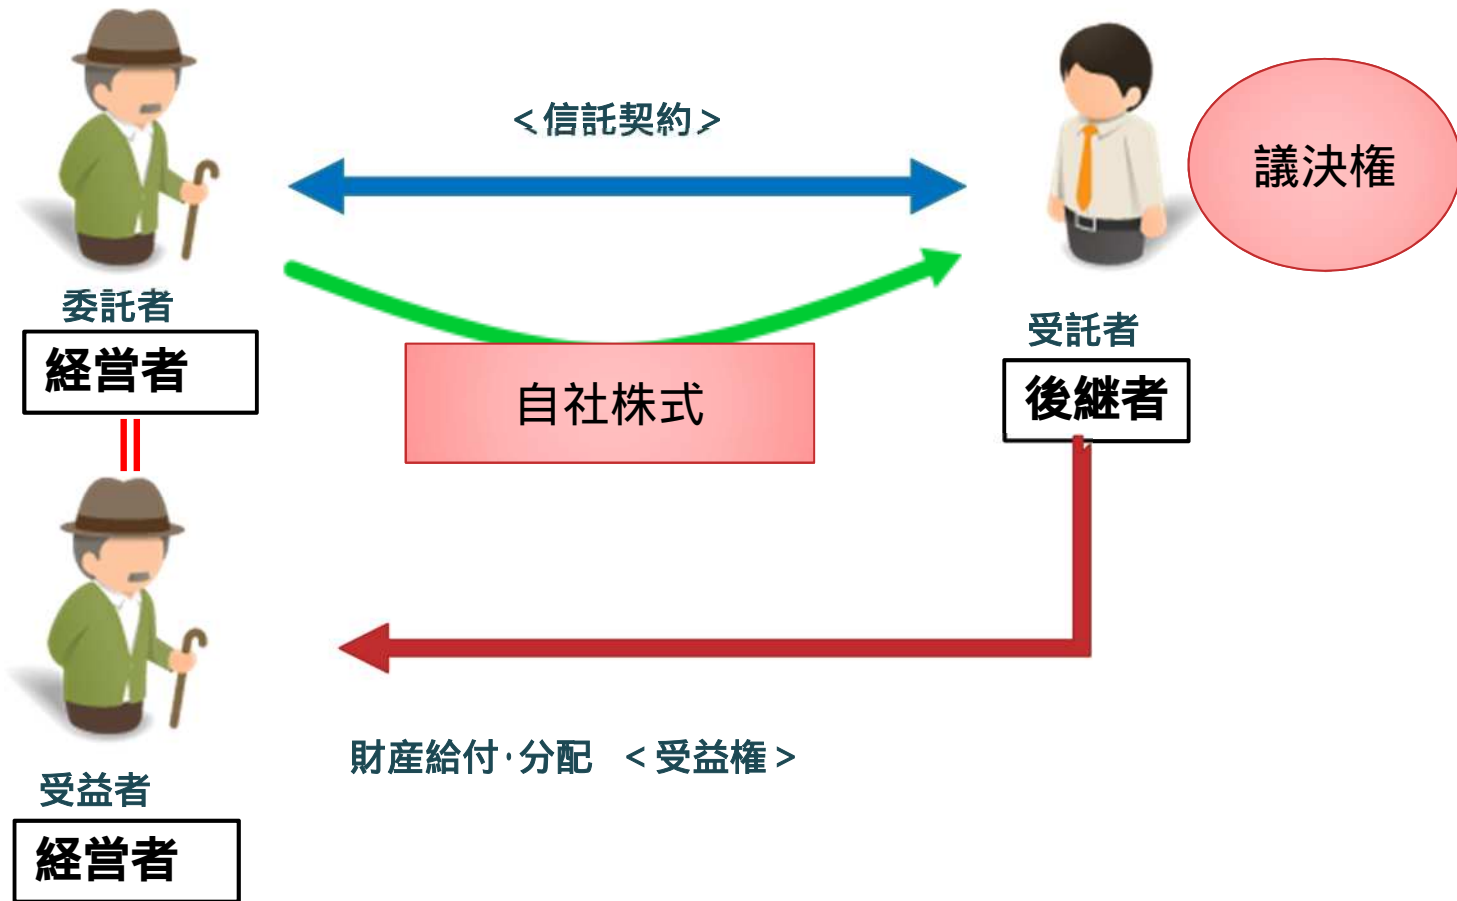 ＜信託契約＞
議決権
委託者
経営者
自社株式
受託者
後継者
財産給付・分配　＜受益権＞
受益者
経営者